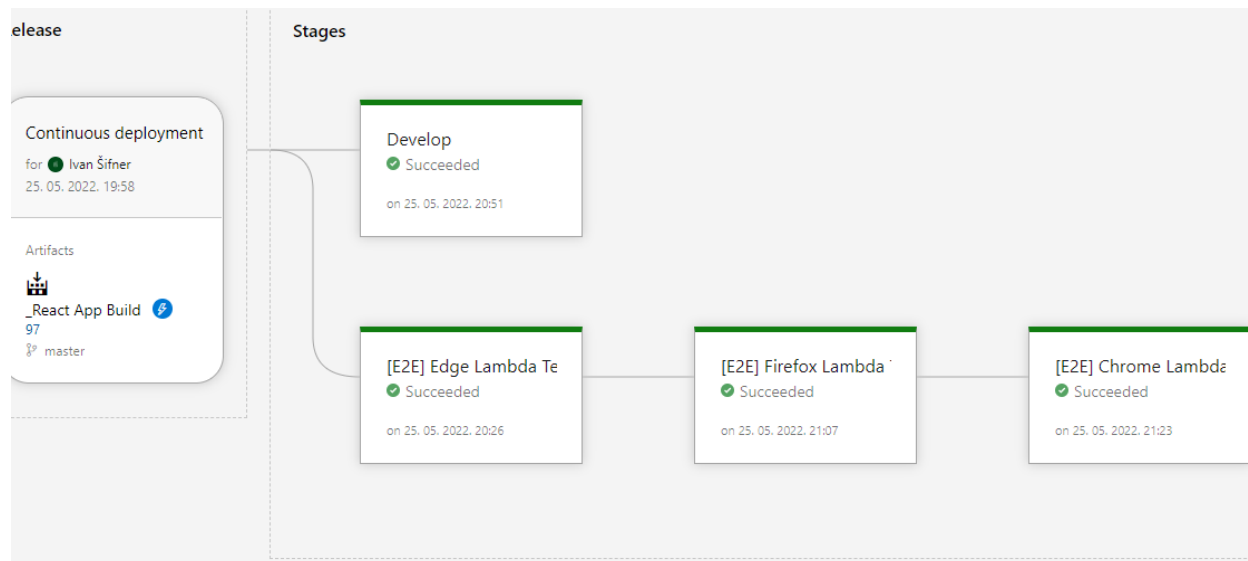 elease
Stages
Continuous deployment
for Ivan Šifner
25. 05. 2022. 19:58
Artifacts
_React App Build
97
master
Develop
Succeeded
on 25. 05. 2022. 20:51
[E2E] Edge Lambda Te
Succeeded
on 25. 05. 2022. 20:26
[E2E] Firefox Lambda
Succeeded
on 25. 05. 2022. 21:07
[E2E] Chrome Lambda
Succeeded
on 25. 05. 2022. 21:23